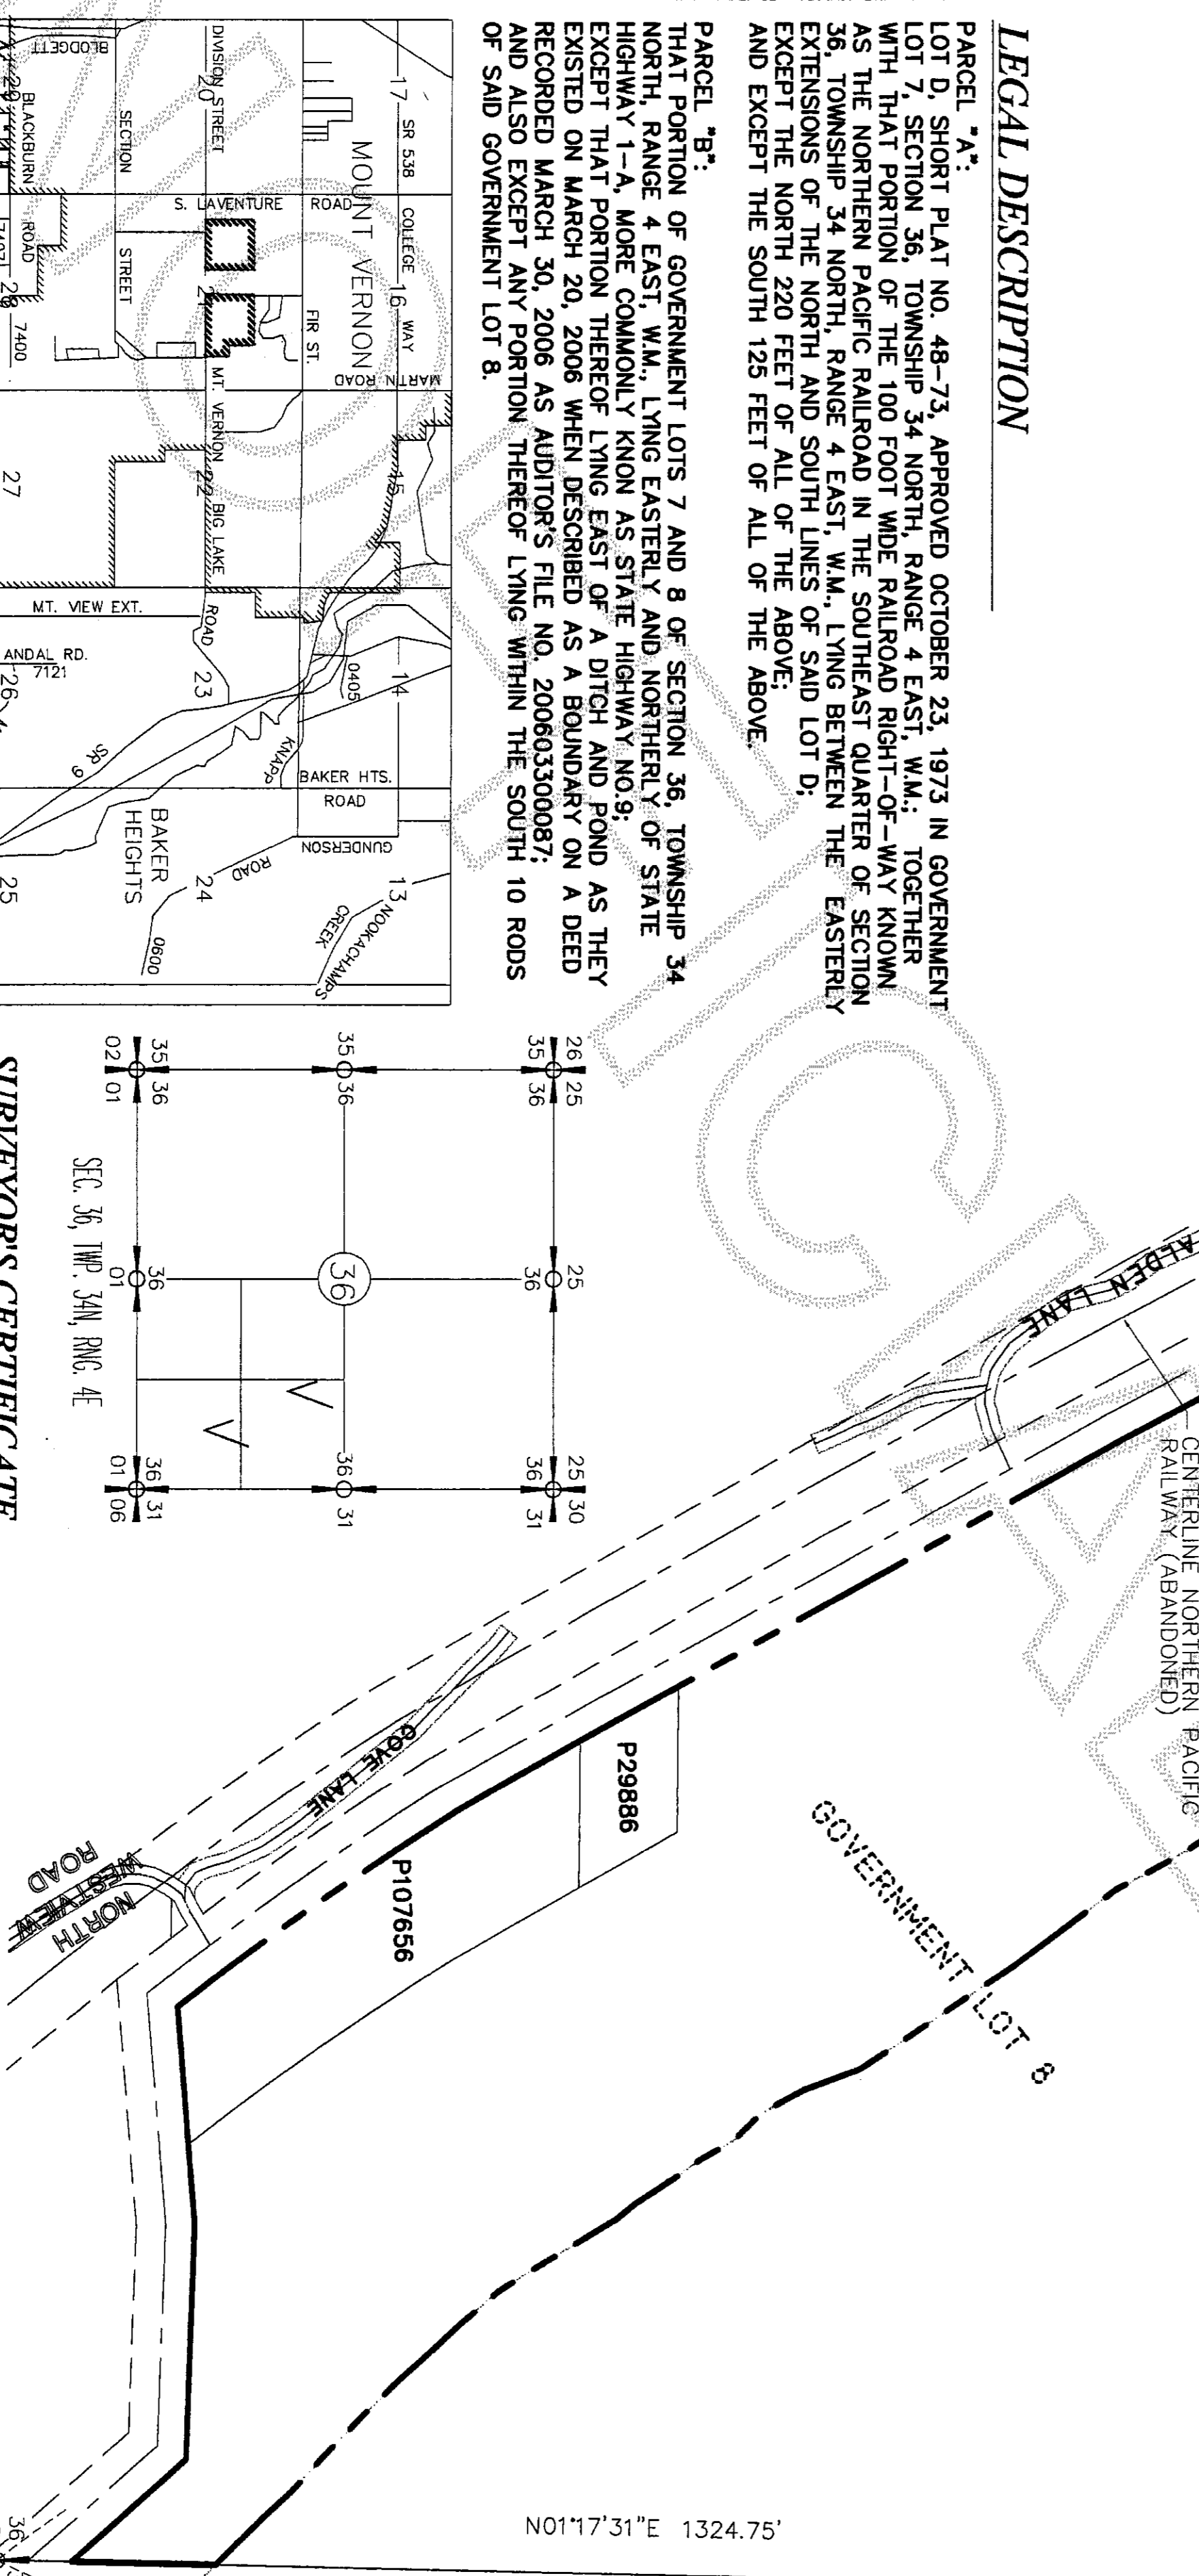 LEGAL DESCRIPTION
PARCEL "A":
LOT D, SHORT PLAT NO. 48-73, APPROVED OCTOBER 23, 1973 IN GOVERNMENT
LOT 7, SECTION 36, TOWNSHIP 34 NORTH, RANGE 4 EAST, W.M.; TOGETHER
WITH THAT PORTION OF THE 100 FOOT WIDE RAILROAD RIGHT-OF-WAY KNOWN
AS THE NORTHERN PACIFIC RAILROAD IN THE SOUTHEAST QUARTER OF SECTION
36, TOWNSHIP 34 NORTH, RANGE 4 EAST, W.M., LYING BETWEEN THE EASTERLY
EXTENSIONS OF THE NORTH AND SOUTH LINES OF SAID LOT D;
EXCEPT THE NORTH 220 FEET OF ALL OF THE ABOVE;
AND EXCEPT THE SOUTH 125 FEET OF ALL OF THE ABOVE.
PARCEL "B":
THAT PORTION OF GOVERNMENT LOTS 7 AND 8 OF SECTION 36, TOWNSHIP 34
NORTH, RANGE 4 EAST, W.M., LYING EASTERLY AND NORTHERLY OF STATE
HIGHWAY 1-A, MORE COMMONLY KNON AS STATE HIGHWAY NO.9;
EXCEPT THAT PORTION THEREOF LYING EAST OF A DITCH AND POND AS THEY
EXISTED ON MARCH 20, 2006 WHEN DESCRIBED AS A BOUNDARY ON A DEED
RECORDED MARCH 30, 2006 AS AUDITOR'S FILE NO. 200603300087;
AND ALSO EXCEPT ANY PORTION THEREOF LYING WITHIN THE SOUTH 10 RODS
OF SAID GOVERNMENT LOT 8.
17
SR 538
COLLEGE
16
WAY
MARTIN ROAD
15
14
13
MOUNT VERNON
S. LAVENTURE
ROAD
FIR ST.
0405
KNAPP
BAKER HTS.
ROAD
GUNDERSON
ROAD
NOOKACHAMPS
CREEK
DIVISION STREET
20
21
MT. VERNON
22
BIG LAKE
ROAD
23
24
SECTION
STREET
MT. VIEW EXT.
SR 9
BAKER
HEIGHTS
0600
BLODGETT
BLACKBURN
ROAD
29
28
7400
27
ANDAL RD.
7121
26
25
26 25
35 36
25
36
25 30
36 31
35 36
36
36 31
35 36
02 01
36
01
36 31
01 06
SEC. 36, TWP. 34N, RNG. 4E
SURVEYOR'S CERTIFICATE
ALDEN LANE
CENTERLINE NORTHERN PACIFIC
RAILWAY (ABANDONED)
GOVERNMENT LOT 8
P29886
P107656
COVE LANE
NORTH
WESTVIEW
ROAD
N01°17'31"E 1324.75'
36